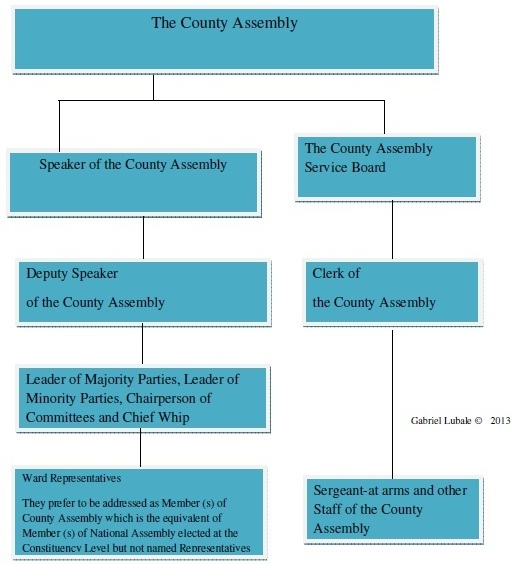 The County Assembly
Speaker of the County Assembly
The County Assembly
Service Board
Deputy Speaker
of the County Assembly
Clerk of
the County Assembly
Leader of Majority Parties, Leader of
Minority Parties, Chairperson of
Committees and Chief Whip
Gabriel Lubale © 2013
Ward Representatives
They prefer to be addressed as Member (s) of
County Assembly which is the equivalent of
Member (s) of National Assembly elected at the
Constituency Level but not named Representatives
Sergeant-at arms and other
Staff of the County
Assembly